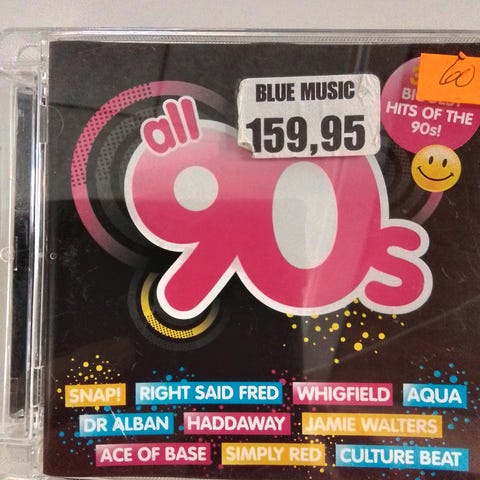 all
90s
BLUE MUSIC
159,95
60
HITS OF THE
90s!
SNAP! RIGHT SAID FRED WHIGFIELD AQUA
DR ALBAN HADDAWAY JAMIE WALTERS
ACE OF BASE SIMPLY RED CULTURE BEAT